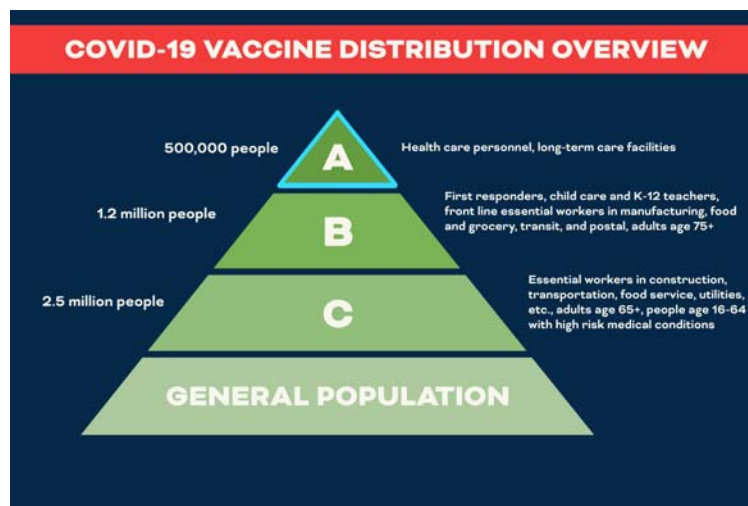 COVID-19 VACCINE DISTRIBUTION OVERVIEW
500,000 people
A
Health care personnel, long-term care facilities
1.2 million people
B
First responders, child care and K-12 teachers,
front line essential workers in manufacturing, food
and grocery, transit, and postal, adults age 75+
2.5 million people
C
Essential workers in construction,
transportation, food service, utilities,
etc., adults age 65+, people age 16-64
with high risk medical conditions
GENERAL POPULATION